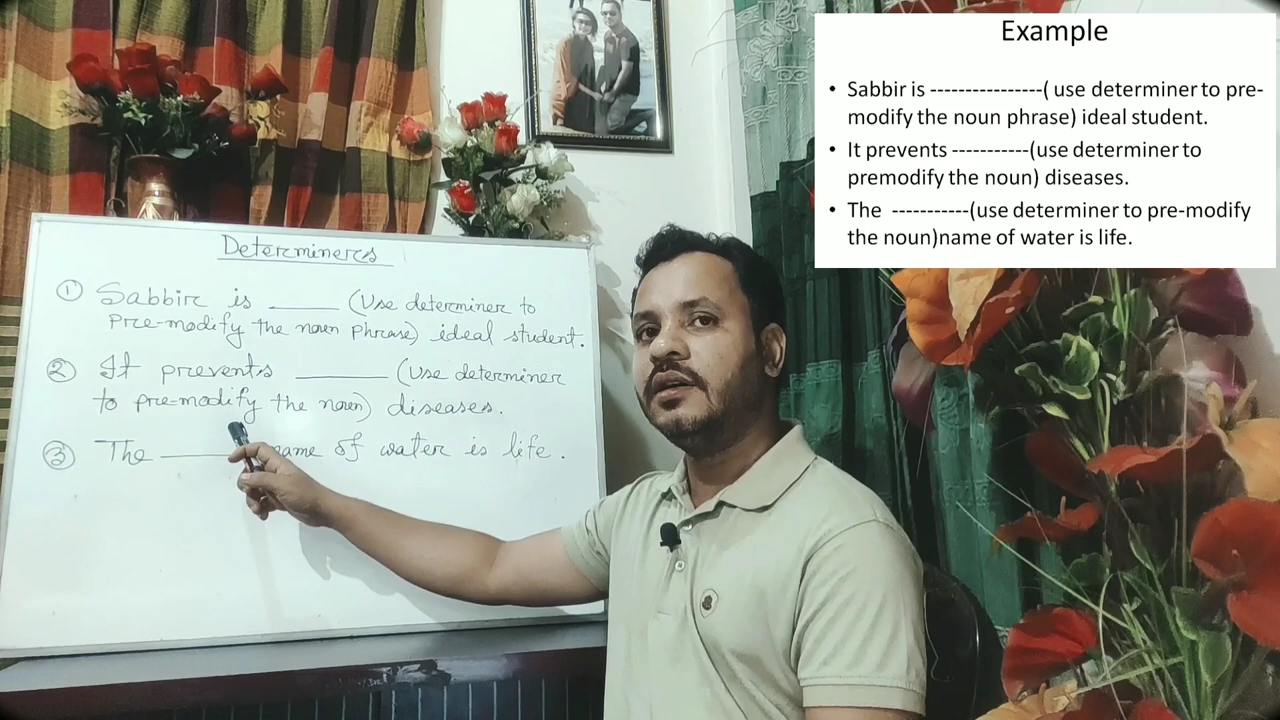 Determiners
① Sabbir is ____ (Use determiner to
pre-modify the noun phrase) ideal student.
② It prevents ____ (use determiner
to pre-modify the noun) diseases.
③ The ____ name of water is life.
Example
• Sabbir is ----------------( use determiner to pre-
modify the noun phrase) ideal student.
• It prevents -----------(use determiner to
premodify the noun) diseases.
• The -----------(use determiner to pre-modify
the noun)name of water is life.